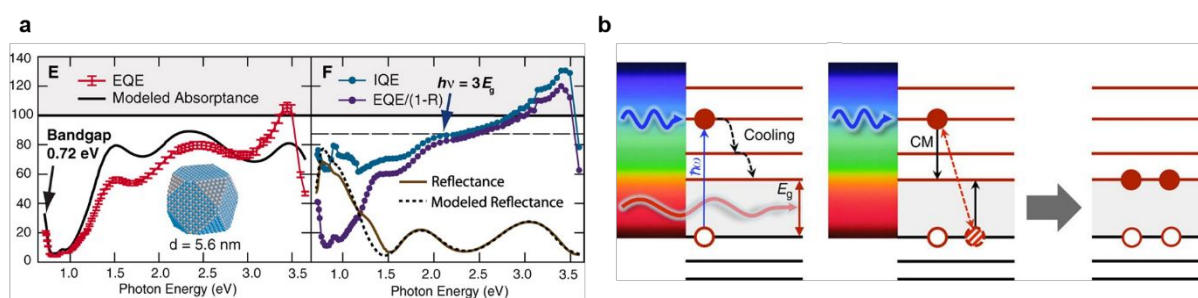 a
140
120
100
80
60
40
20
0
E
EQE
Modeled Absorptance
Bandgap
0.72 eV
d = 5.6 nm
1.0 1.5 2.0 2.5 3.0 3.5
Photon Energy (eV)
F
IQE
EQE/(1-R)
hν = 3Eg
Reflectance
Modeled Reflectance
1.0 1.5 2.0 2.5 3.0 3.5
Photon Energy (eV)
b
Cooling
ħω
Eg
CM